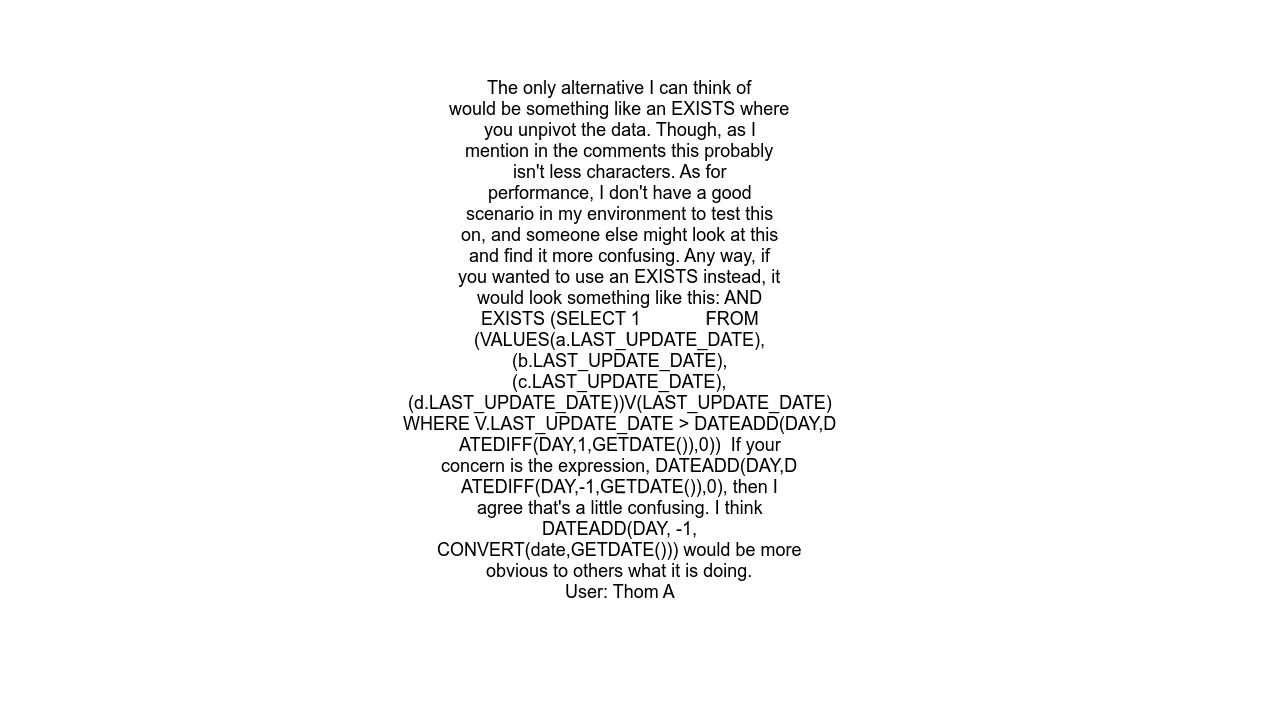 The only alternative I can think of
would be something like an EXISTS where
you unpivot the data. Though, as I
mention in the comments this probably
isn't less characters. As for
performance, I don't have a good
scenario in my environment to test this
on, and someone else might look at this
and find it more confusing. Any way, if
you wanted to use an EXISTS instead, it
would look something like this: AND
EXISTS (SELECT 1             FROM
(VALUES(a.LAST_UPDATE_DATE),
(b.LAST_UPDATE_DATE),
(c.LAST_UPDATE_DATE),
(d.LAST_UPDATE_DATE))V(LAST_UPDATE_DATE)
WHERE V.LAST_UPDATE_DATE > DATEADD(DAY,D
ATEDIFF(DAY,1,GETDATE()),0))  If your
concern is the expression, DATEADD(DAY,D
ATEDIFF(DAY,-1,GETDATE()),0), then I
agree that's a little confusing. I think
DATEADD(DAY, -1,
CONVERT(date,GETDATE())) would be more
obvious to others what it is doing.
User: Thom A